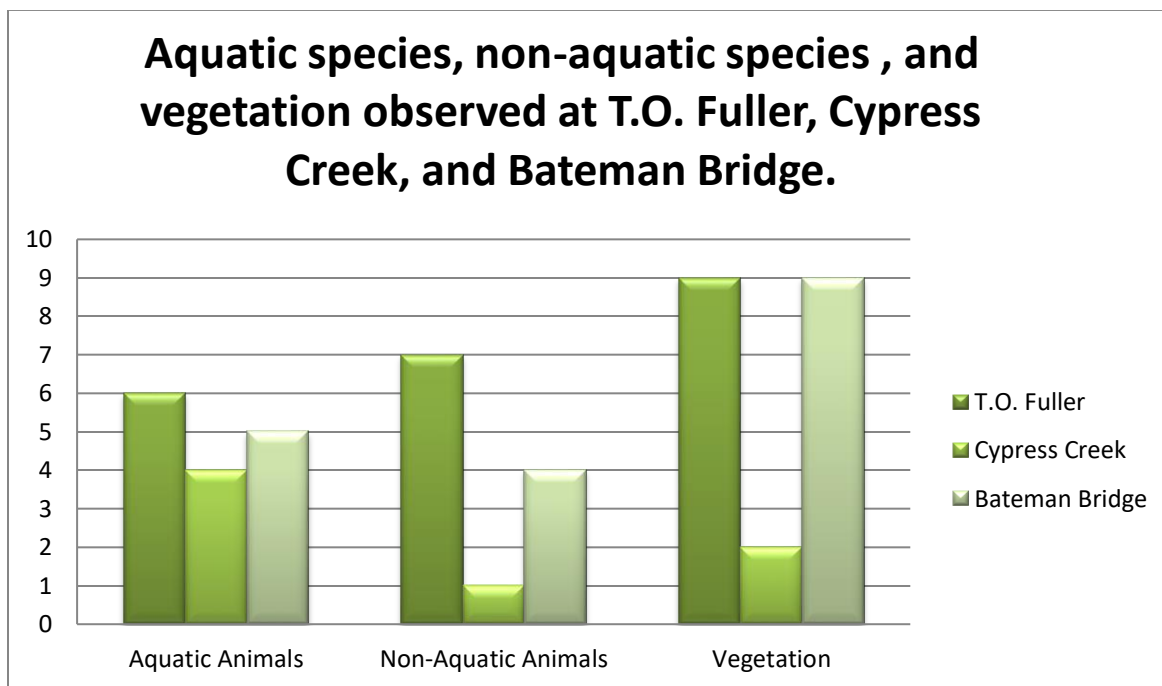 Aquatic species, non-aquatic species , and
vegetation observed at T.O. Fuller, Cypress
Creek, and Bateman Bridge.
10
9
8
7
6
5
4
3
2
1
0
Aquatic Animals
Non-Aquatic Animals
Vegetation
T.O. Fuller
Cypress Creek
Bateman Bridge